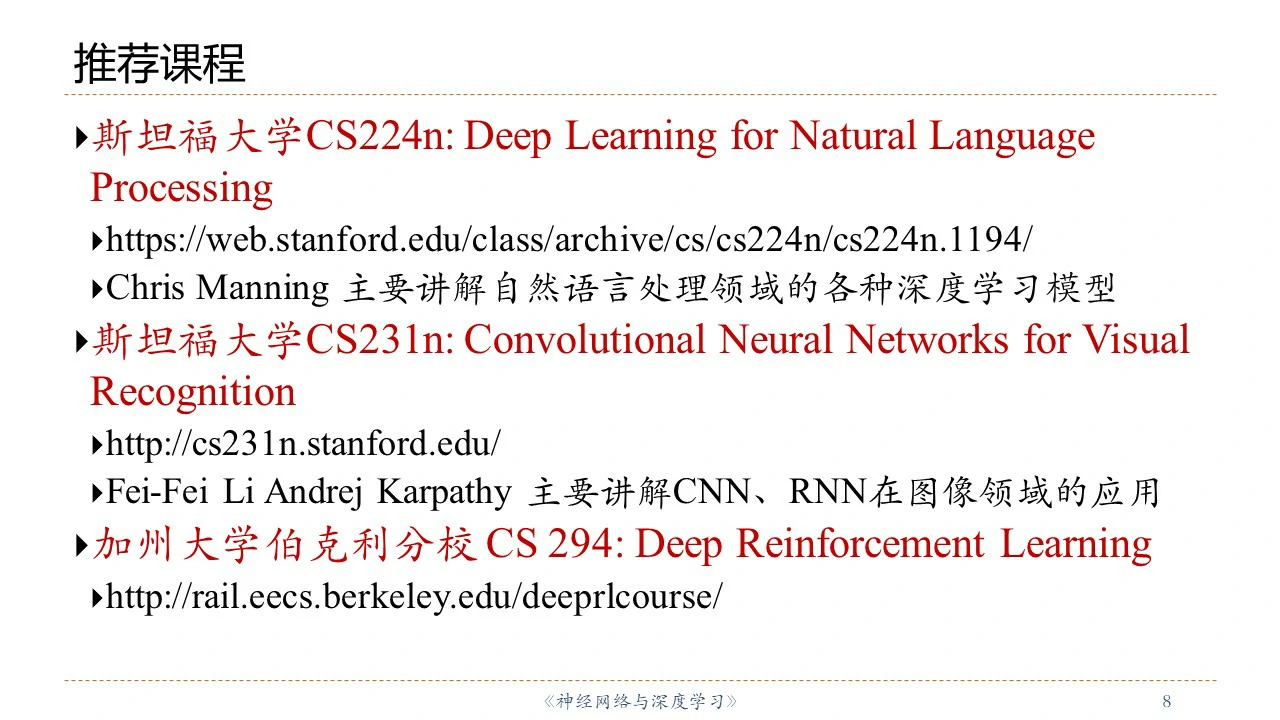 推荐课程
斯坦福大学CS224n: Deep Learning for Natural Language
Processing
https://web.stanford.edu/class/archive/cs/cs224n/cs224n.1194/
Chris Manning 主要讲解自然语言处理领域的各种深度学习模型
斯坦福大学CS231n: Convolutional Neural Networks for Visual
Recognition
http://cs231n.stanford.edu/
Fei-Fei Li Andrej Karpathy 主要讲解CNN、RNN在图像领域的应用
加州大学伯克利分校 CS 294: Deep Reinforcement Learning
http://rail.eecs.berkeley.edu/deeprlcourse/
《神经网络与深度学习》
8